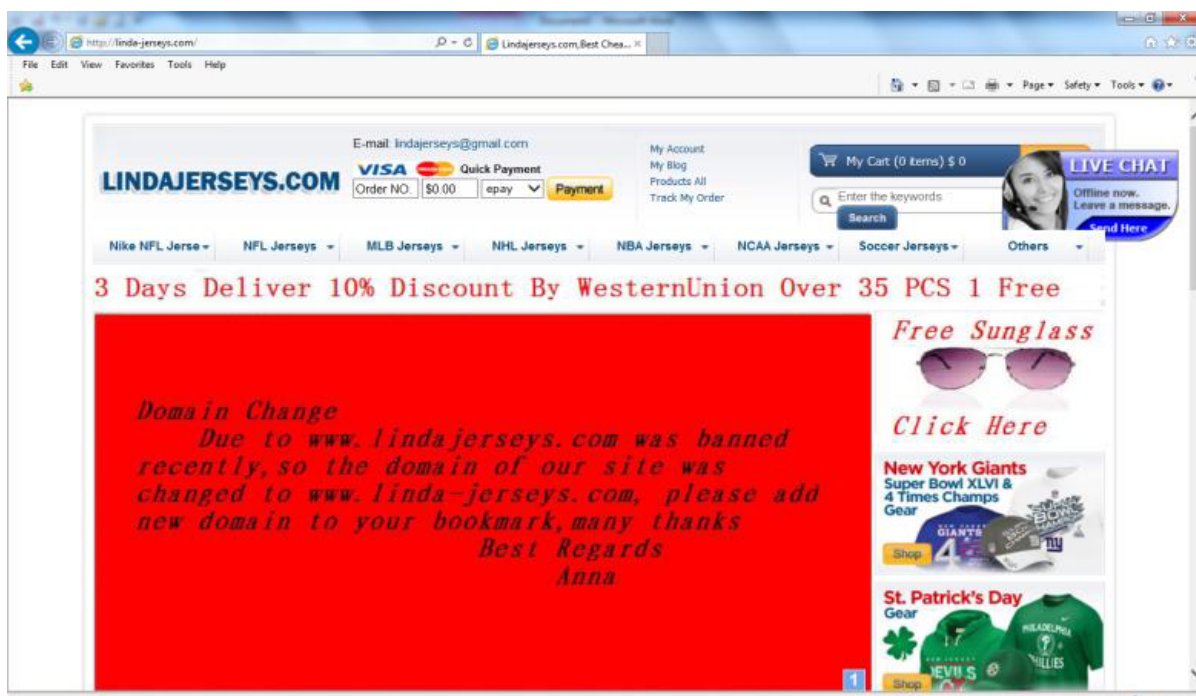 http://linda-jerseys.com/
Lindajerseys.com,Best Chea...
File Edit View Favorites Tools Help
Page Safety Tools
E-mail: lindajerseys@gmail.com
VISA Quick Payment
Order NO. $0.00 epay Payment
LINDAJERSEYS.COM
My Account
My Blog
Products All
Track My Order
My Cart (0 items) $ 0
Enter the keywords
Search
LIVE CHAT
Offline now.
Leave a message.
Send Here
Nike NFL Jerse NFL Jerseys MLB Jerseys NHL Jerseys NBA Jerseys NCAA Jerseys Soccer Jerseys Others
3 Days Deliver 10% Discount By WesternUnion Over 35 PCS 1 Free
Domain Change
Due to www.lindajerseys.com was banned
recently,so the domain of our site was
changed to www.linda-jerseys.com, please add
new domain to your bookmark,many thanks
Best Regards
Anna
1
Free Sunglass
Click Here
New York Giants
Super Bowl XLVI &
4 Times Champs
Gear
GIANTS
ny
Shop
St. Patrick's Day
Gear
PHILADELPHIA
PHILLIES
DEVILS
Shop